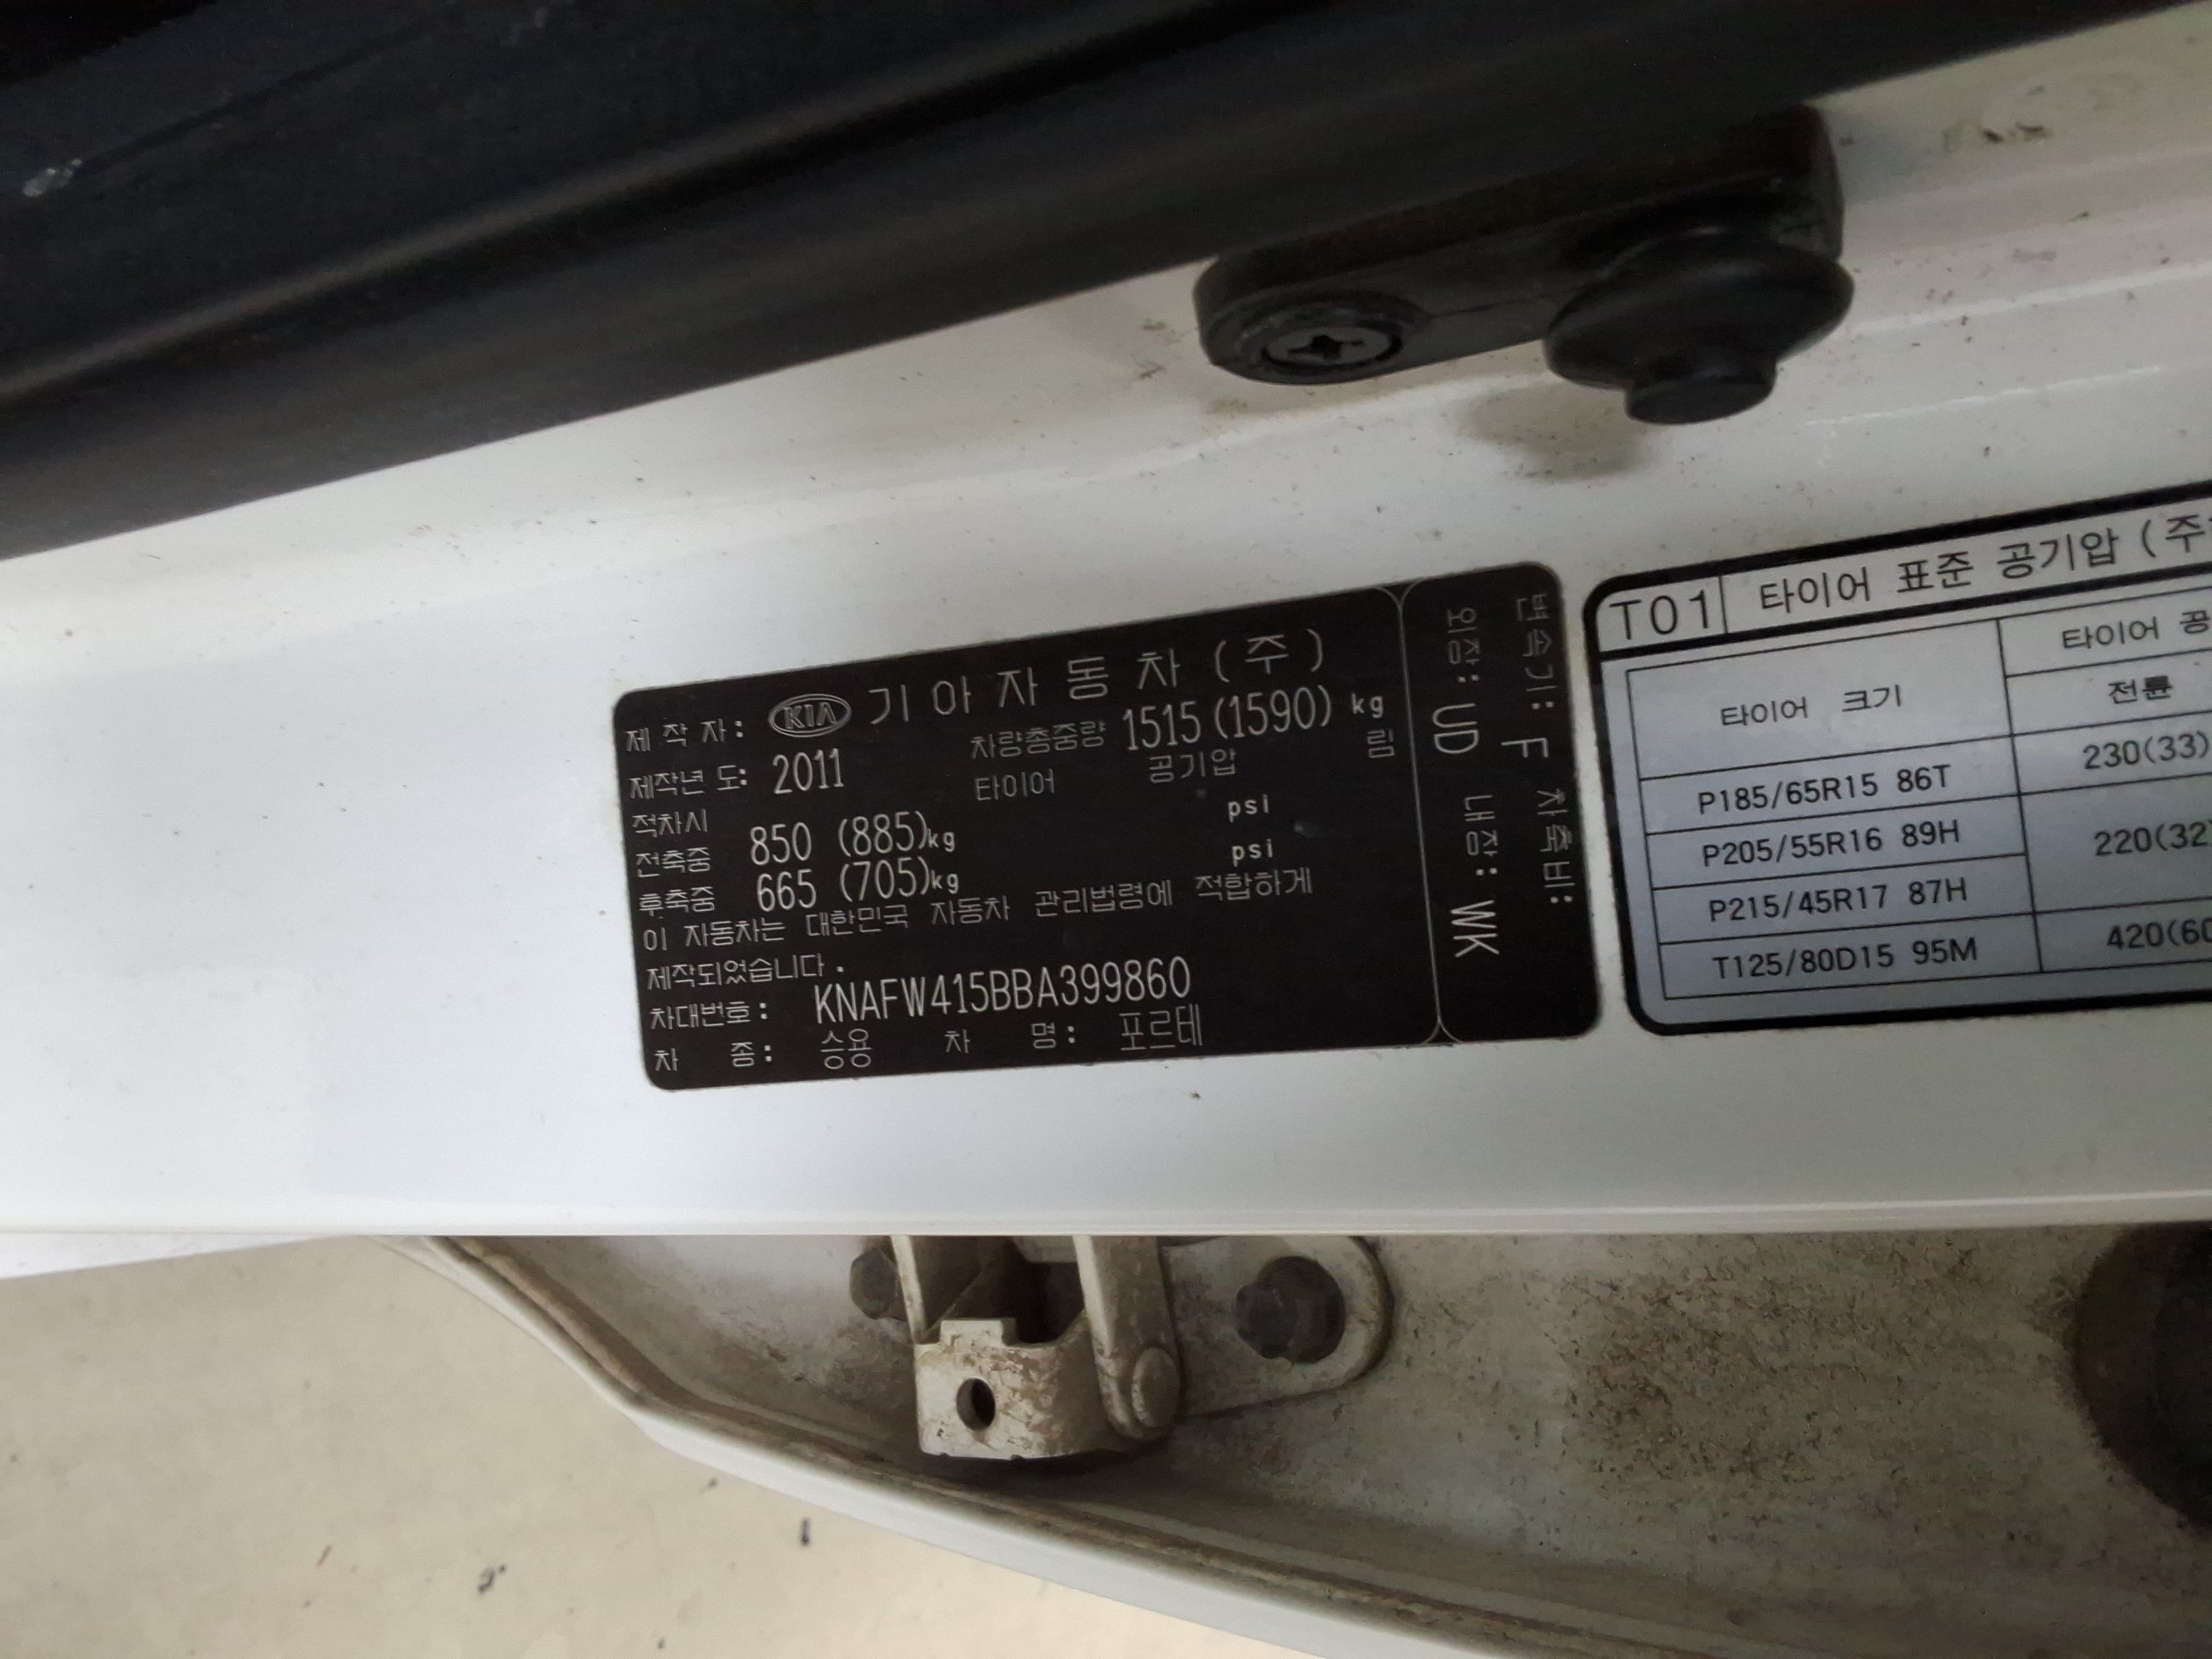 제 작 자: KIA 기 아 자 동 차 ( 주 )
제작년 도: 2011 차량총중량 1515 (1590) kg
적차시 타이어 공기압 림
전축중 850 (885)kg psi
후축중 665 (705)kg psi
이 자동차는 대한민국 자동차 관리법령에 적합하게
제작되었습니다.
차대번호: KNAFW415BBA399860
차 종: 승용 차 명: 포르테
변속기: F 차축비:
외장: UD 내장: WK
T01 타이어 표준 공기압 (주
타이어 크기 타이어
전륜
P185/65R15 86T 230(33)
P205/55R16 89H 220(32
P215/45R17 87H
T125/80D15 95M 420(60